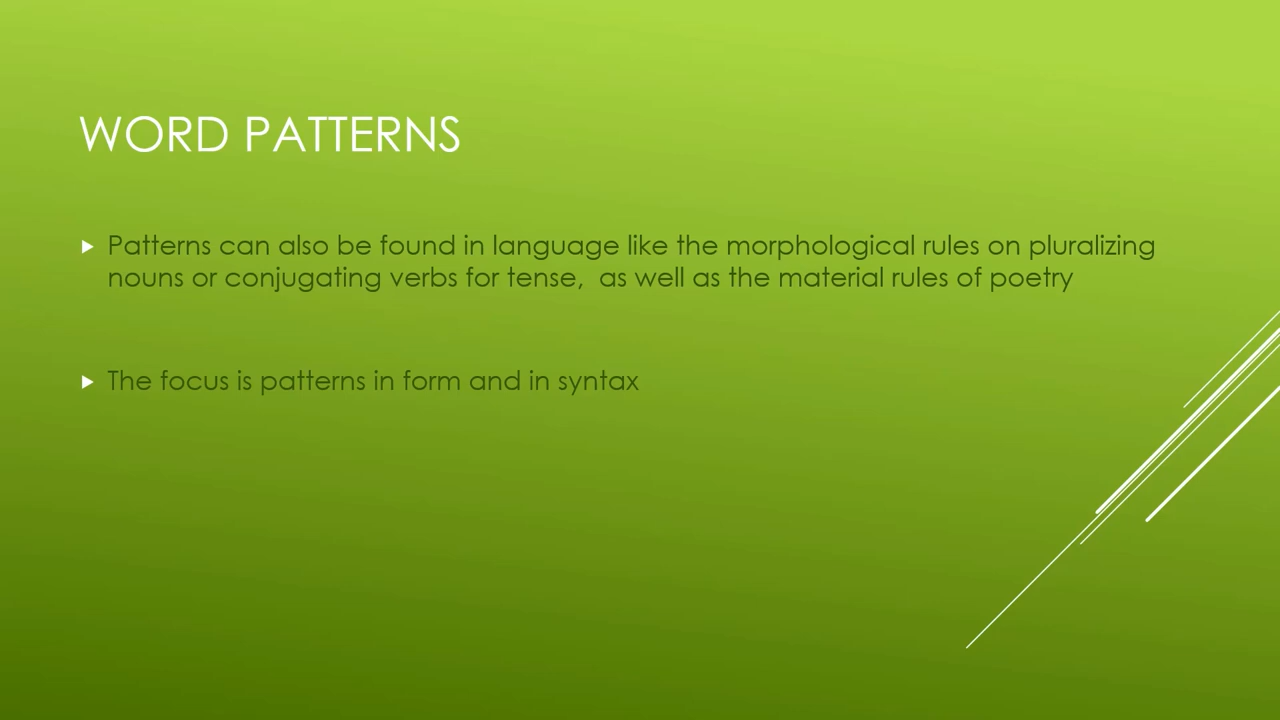 WORD PATTERNS
Patterns can also be found in language like the morphological rules on pluralizing
nouns or conjugating verbs for tense,  as well as the material rules of poetry
The focus is patterns in form and in syntax